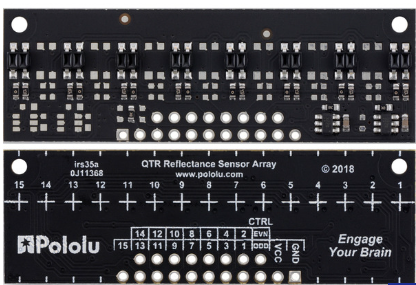 irs35a
0J11368
QTR Reflectance Sensor Array
www.pololu.com
© 2018
15 14 13 12 11 10 9 8 7 6 5 4 3 2 1
CTRL
14 12 10 8 6 4 2 EVN
15 13 11 9 7 5 3 1 ODD VCC GND
Pololu
Engage
Your Brain